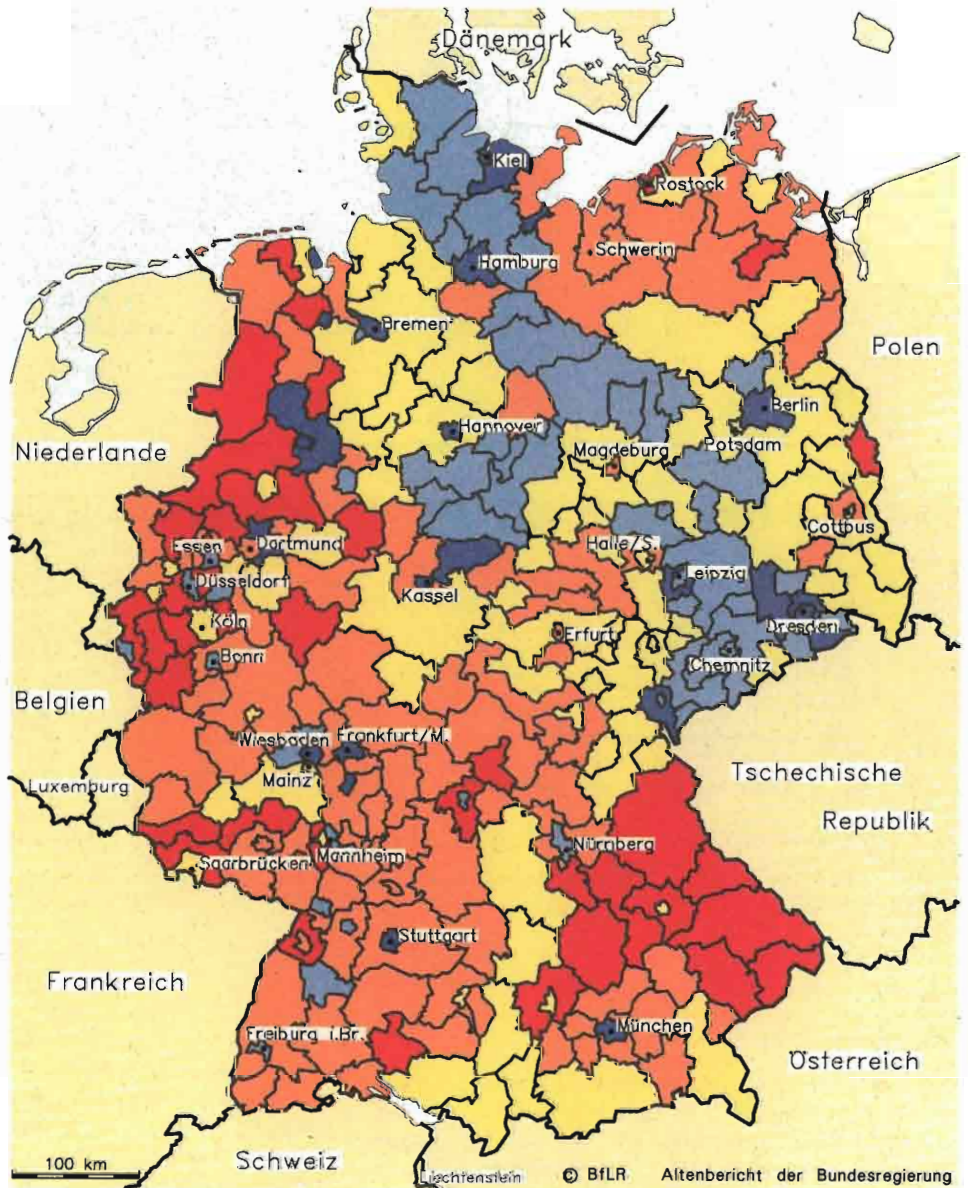 Dänemark
Kiel
Rostock
Schwerin
Hamburg
Bremen
Polen
Berlin
Hannover
Niederlande
Magdeburg
Potsdam
Cottbus
Essen
Dortmund
Halle/S.
Düsseldorf
Kassel
Leipzig
Köln
Erfurt
Dresden
Bonn
Chemnitz
Belgien
Wiesbaden
Frankfurt/M.
Mainz
Tschechische
Luxemburg
Republik
Saarbrücken
Mannheim
Nürnberg
Stuttgart
Frankreich
Freiburg i.Br.
München
Österreich
100 km
Schweiz
Liechtenstein
© BfLR Altenbericht der Bundesregierung